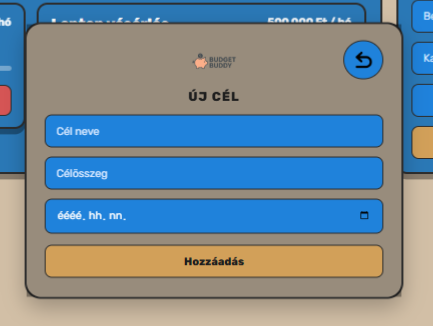 BUDGET
BUDDY
ÚJ CÉL
Cél neve
Célösszeg
éééé. hh. nn.
Hozzáadás